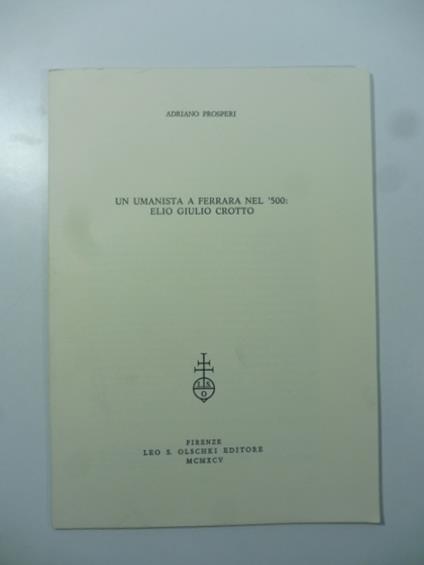 ADRIANO PROSPERI
UN UMANISTA A FERRARA NEL '500:
ELIO GIULIO CROTTO
L S
O
FIRENZE
LEO S. OLSCHKI EDITORE
MCMXCV